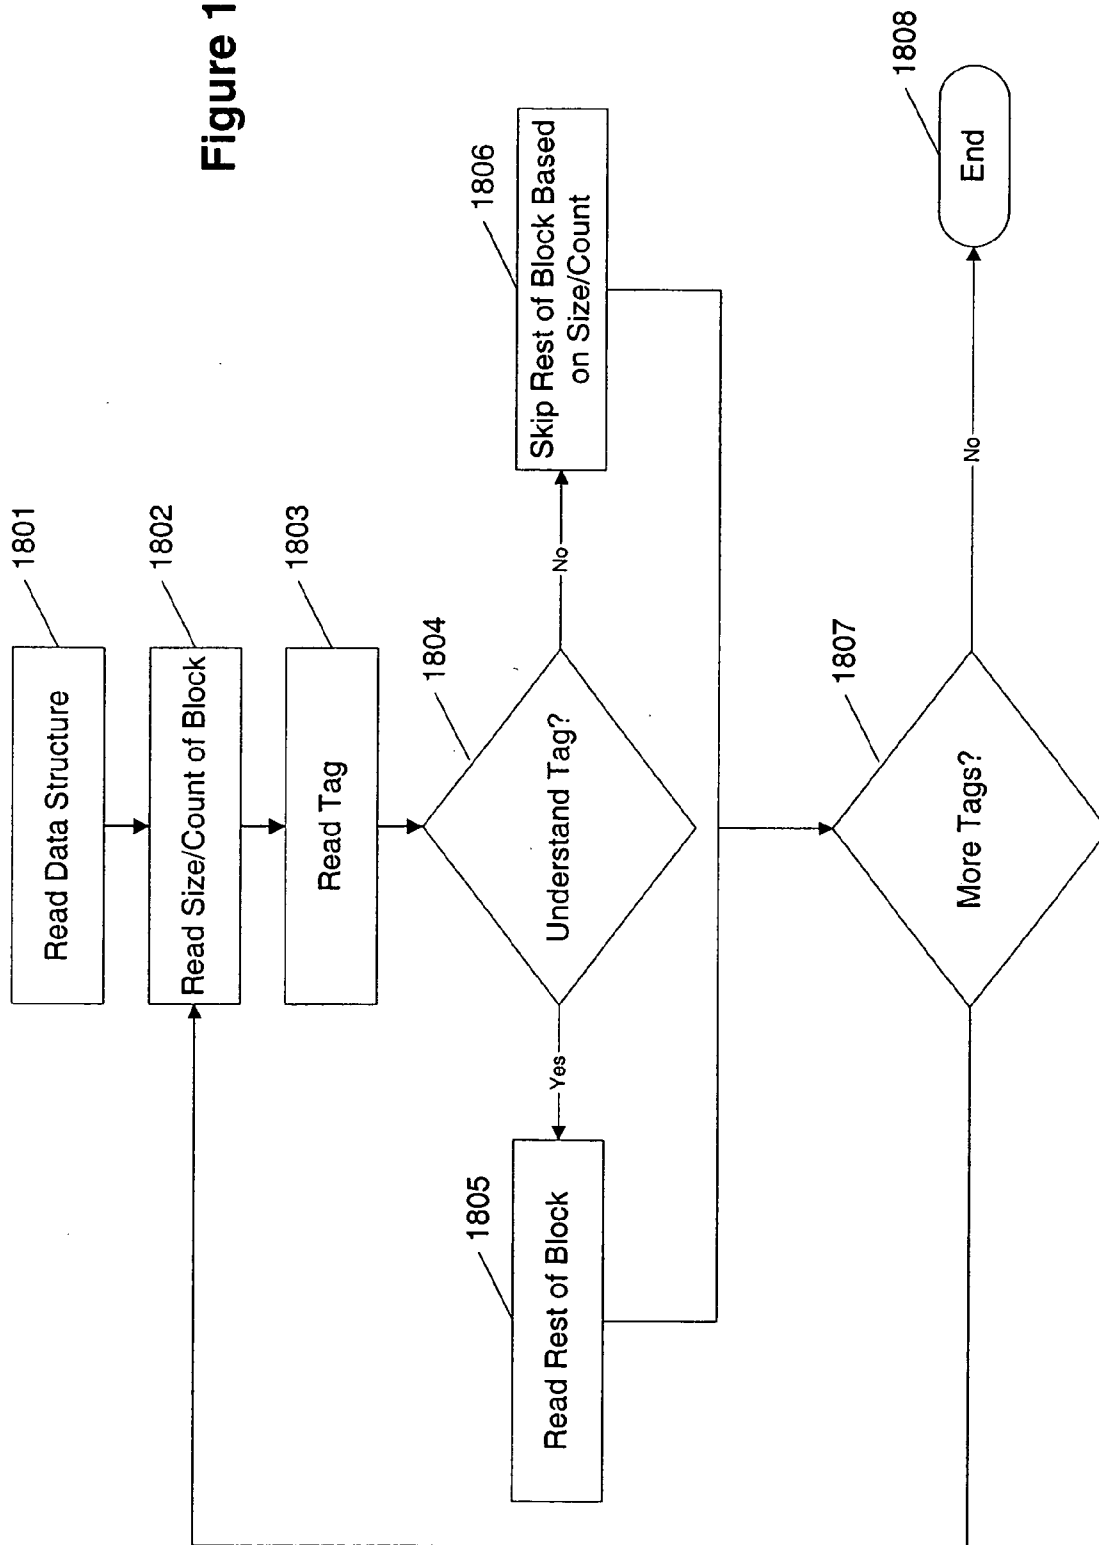 Figure 1
1801
Read Data Structure
1802
Read Size/Count of Block
1803
Read Tag
1804
Understand Tag?
Yes
No
1805
Read Rest of Block
1806
Skip Rest of Block Based
on Size/Count
1807
More Tags?
No
1808
End